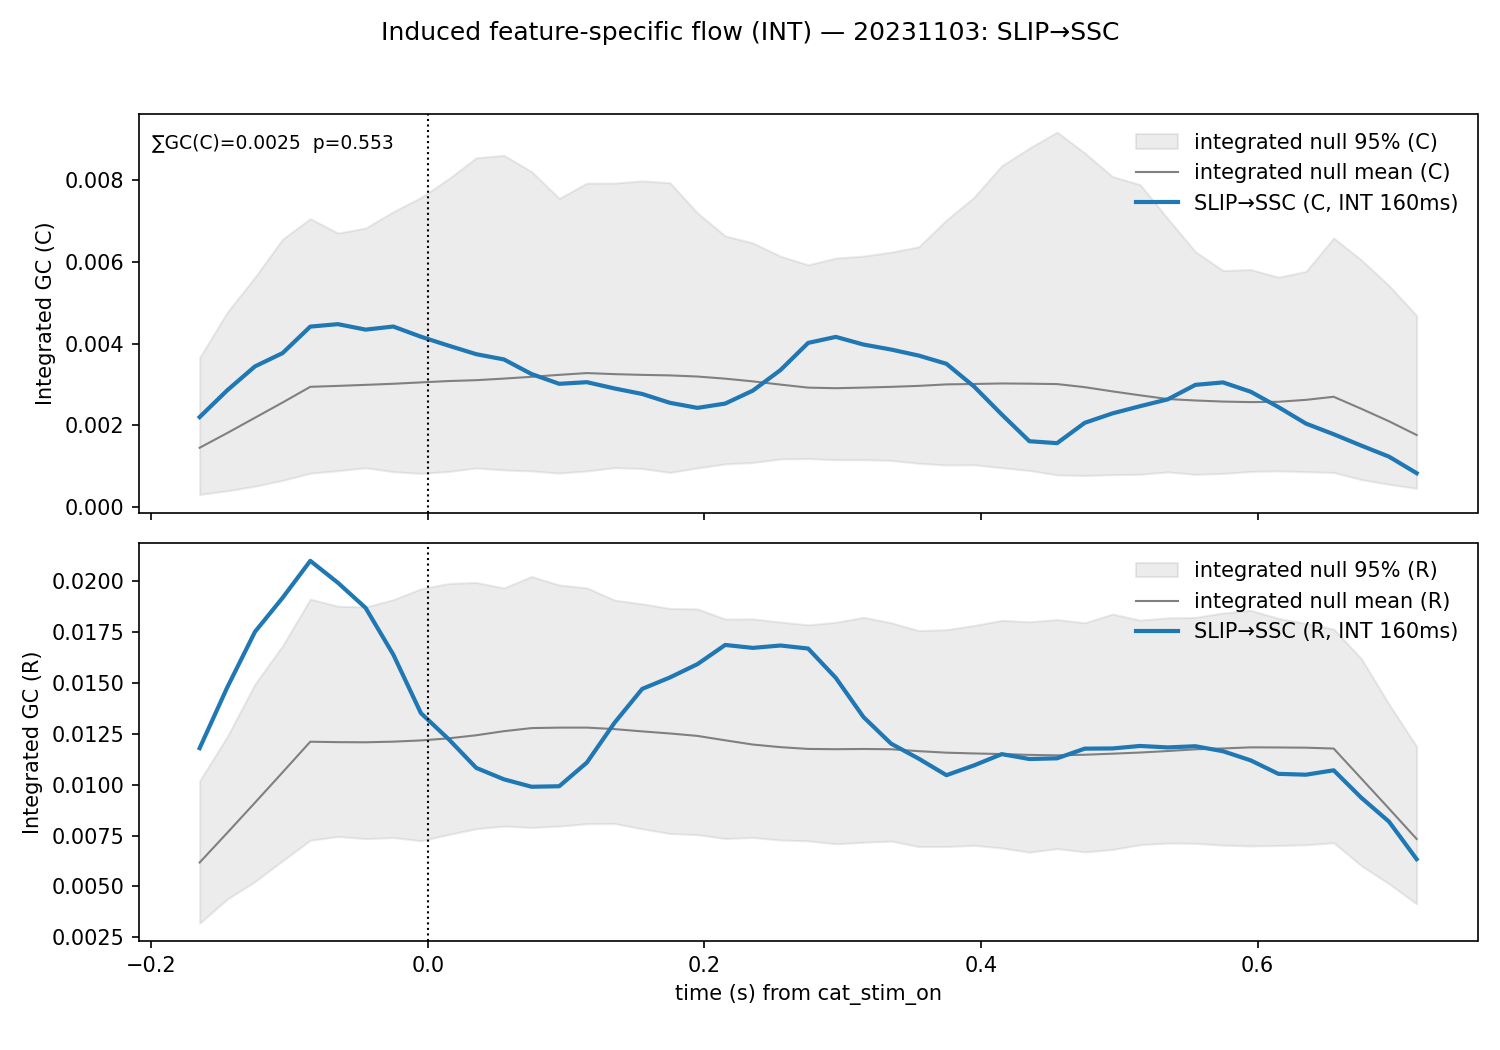 Induced feature-specific flow (INT) — 20231103: SLIP→SSC
∑GC(C)=0.0025  p=0.553
integrated null 95% (C)
integrated null mean (C)
SLIP→SSC (C, INT 160ms)
Integrated GC (C)
0.008
0.006
0.004
0.002
0.000
integrated null 95% (R)
integrated null mean (R)
SLIP→SSC (R, INT 160ms)
Integrated GC (R)
0.0200
0.0175
0.0150
0.0125
0.0100
0.0075
0.0050
0.0025
−0.2 0.0 0.2 0.4 0.6
time (s) from cat_stim_on